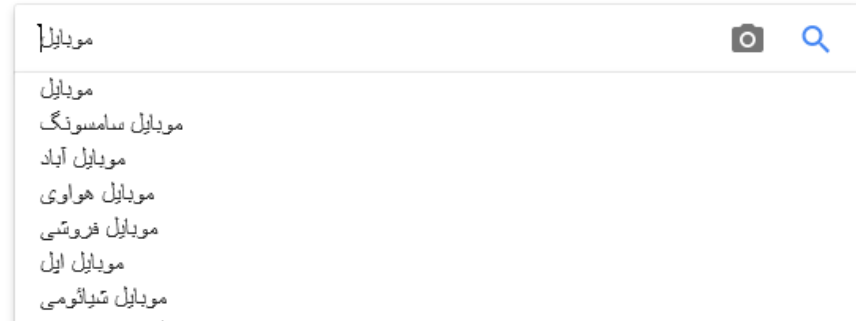 موبایل
موبایل
موبایل سامسونگ
موبایل آباد
موبایل هواوی
موبایل فروشی
موبایل اپل
موبایل شیائومی